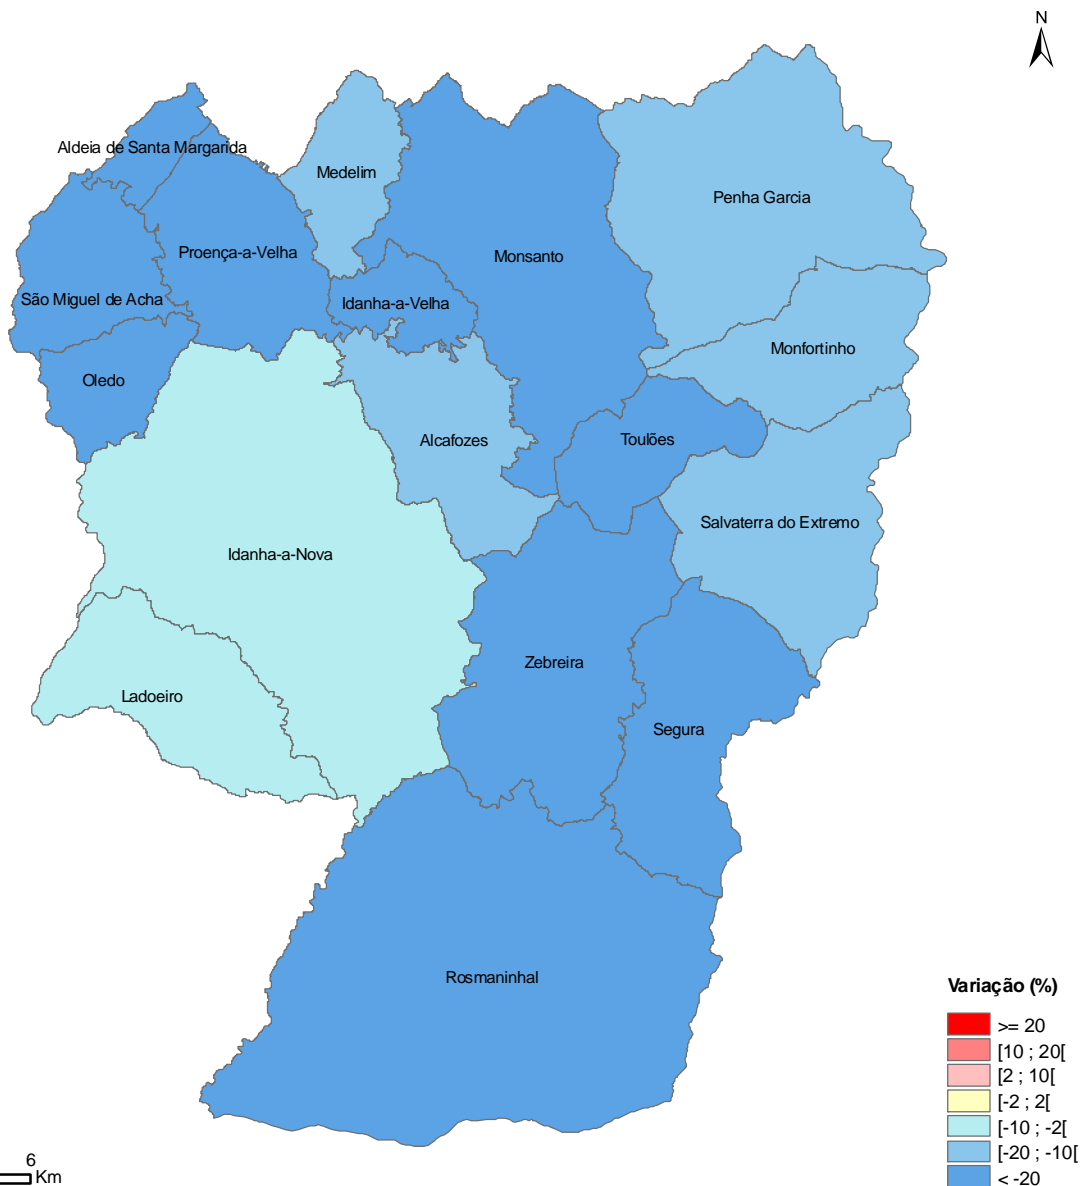 N
Aldeia de Santa Margarida
Medelim
Penha Garcia
Proença-a-Velha
Monsanto
São Miguel de Acha
Idanha-a-Velha
Monfortinho
Oledo
Alcafozes
Toulões
Salvaterra do Extremo
Idanha-a-Nova
Zebreira
Ladoeiro
Segura
Rosmaninhal
Variação (%)
>= 20
[10 ; 20[
[2 ; 10[
[-2 ; 2[
[-10 ; -2[
[-20 ; -10[
< -20
6
Km